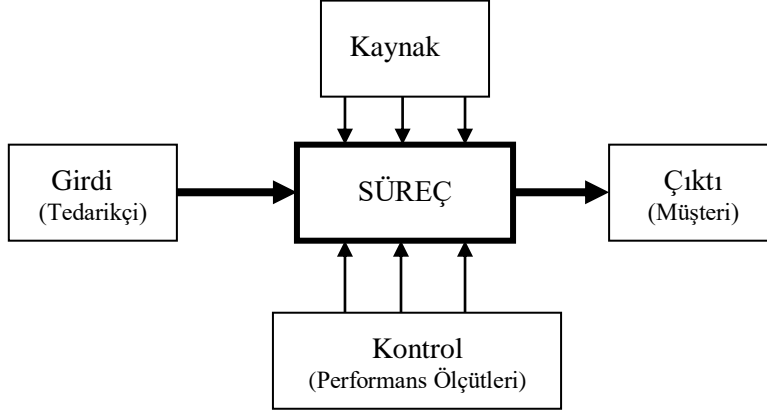 Kaynak
Girdi
(Tedarikçi)
SÜREÇ
Çıktı
(Müşteri)
Kontrol
(Performans Ölçütleri)